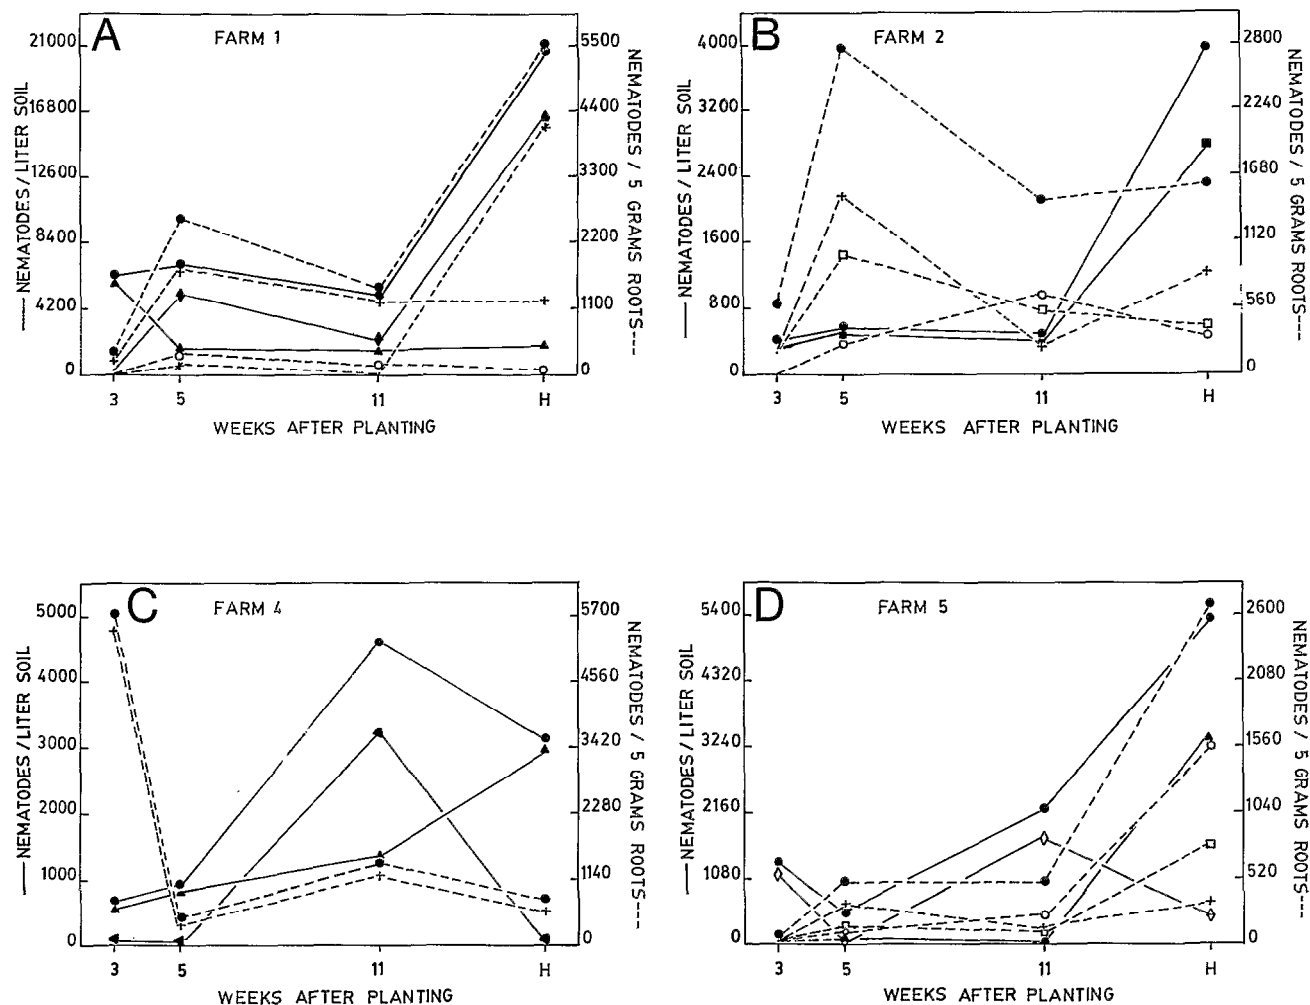 A
FARM 1
21000
16800
12600
8400
4200
0
NEMATODES/LITER SOIL
5500
4400
3300
2200
1100
0
NEMATODES / 5 GRAMS ROOTS----
3 5 11 H
WEEKS AFTER PLANTING
B
FARM 2
4000
3200
2400
1600
800
0
NEMATODES/LITER SOIL
2800
2240
1680
1120
560
0
NEMATODES / 5 GRAMS ROOTS----
3 5 11 H
WEEKS AFTER PLANTING
C
FARM 4
5000
4000
3000
2000
1000
0
NEMATODES/LITER SOIL
5700
4560
3420
2280
1140
0
NEMATODES / 5 GRAMS ROOTS----
3 5 11 H
WEEKS AFTER PLANTING
D
FARM 5
5400
4320
3240
2160
1080
0
NEMATODES/LITER SOIL
2600
2080
1560
1040
520
0
NEMATODES / 5 GRAMS ROOTS----
3 5 11 H
WEEKS AFTER PLANTING